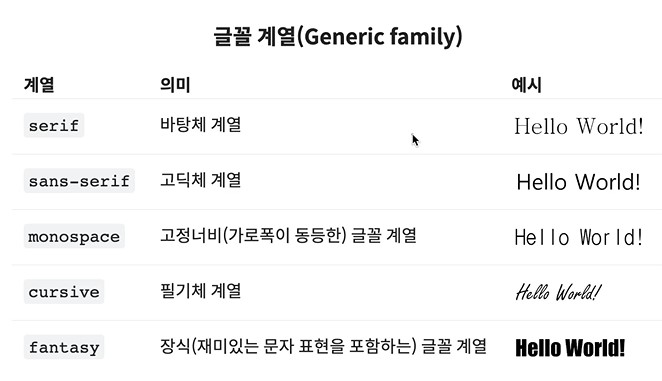 글꼴 계열(Generic family)
계열 의미 예시
serif 바탕체 계열 Hello World!
sans-serif 고딕체 계열 Hello World!
monospace 고정너비(가로폭이 동등한) 글꼴 계열 Hello World!
cursive 필기체 계열 Hello World!
fantasy 장식(재미있는 문자 표현을 포함하는) 글꼴 계열 Hello World!